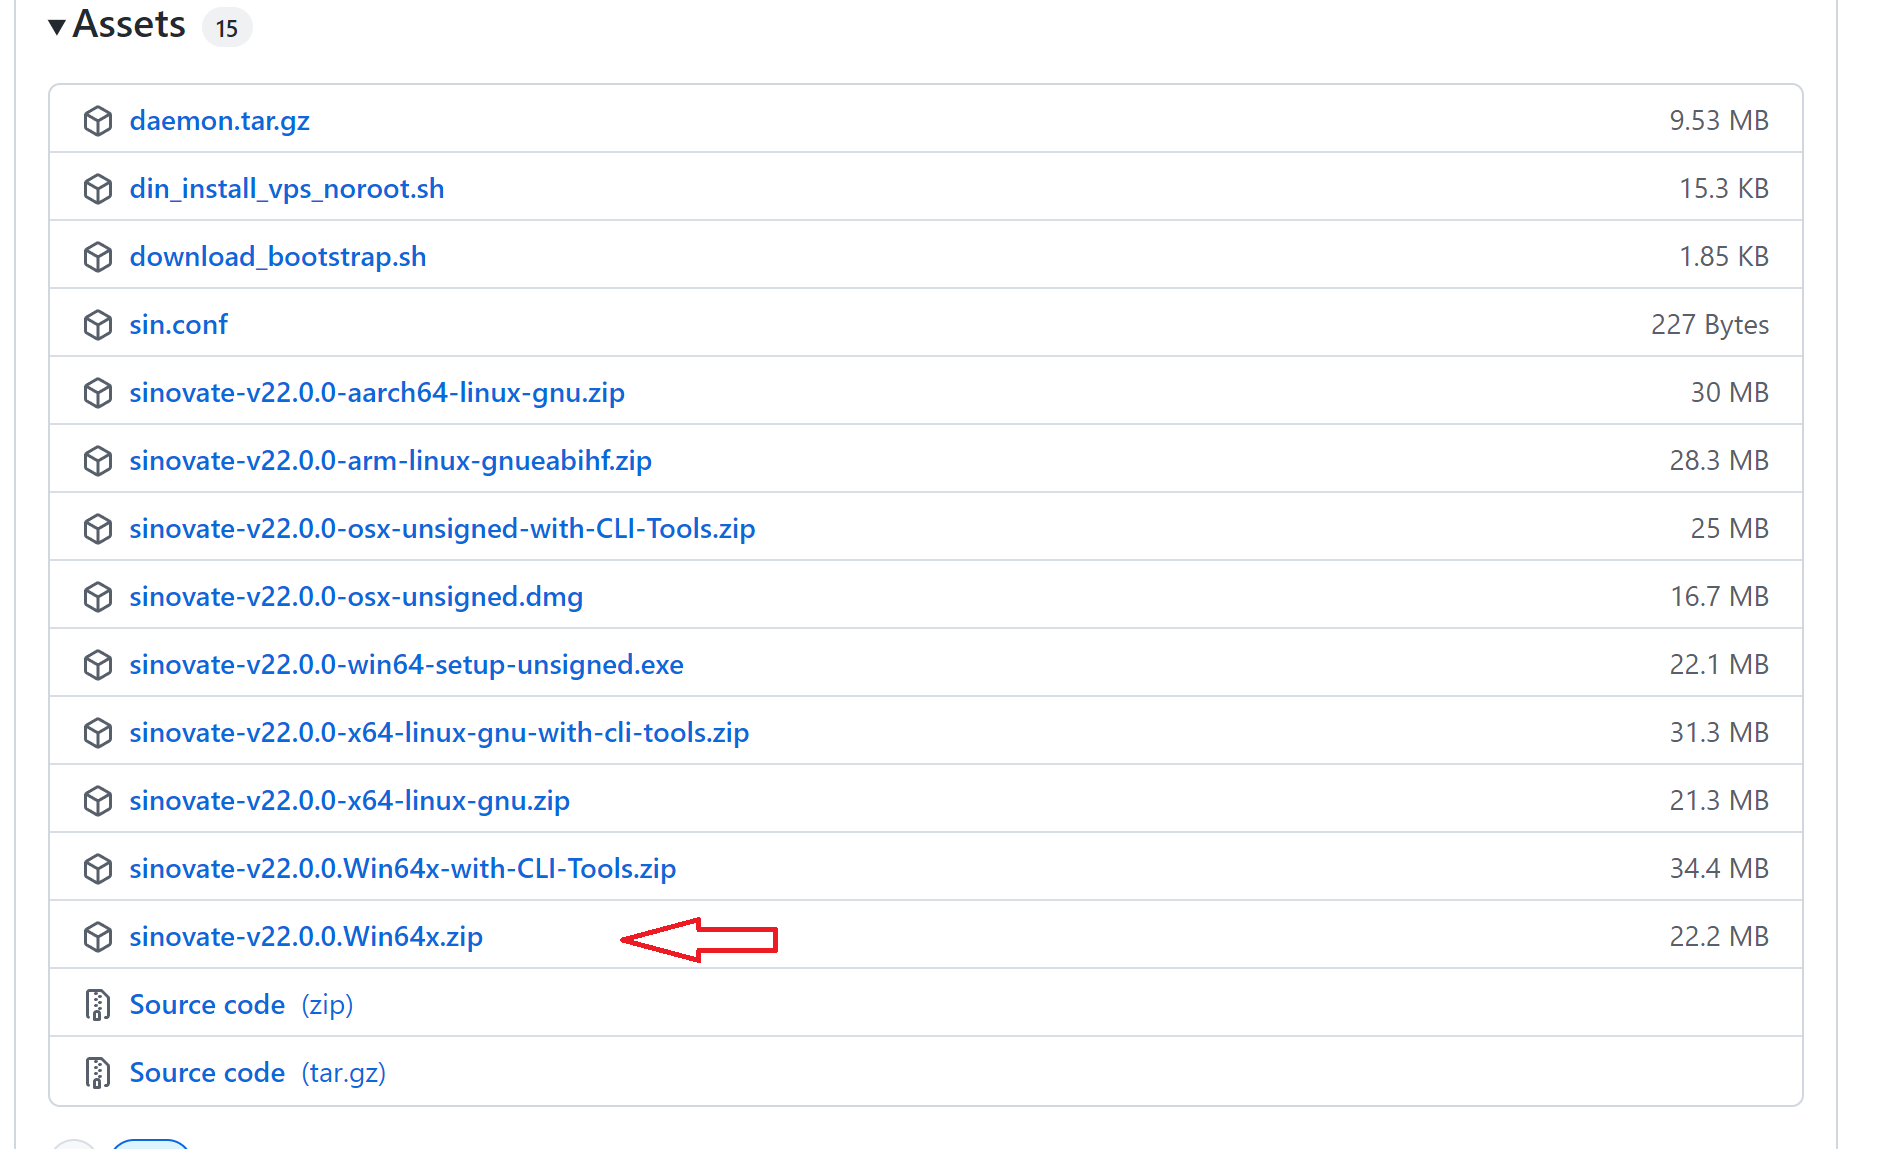 Assets 15
daemon.tar.gz 9.53 MB
din_install_vps_noroot.sh 15.3 KB
download_bootstrap.sh 1.85 KB
sin.conf 227 Bytes
sinovate-v22.0.0-aarch64-linux-gnu.zip 30 MB
sinovate-v22.0.0-arm-linux-gnueabihf.zip 28.3 MB
sinovate-v22.0.0-osx-unsigned-with-CLI-Tools.zip 25 MB
sinovate-v22.0.0-osx-unsigned.dmg 16.7 MB
sinovate-v22.0.0-win64-setup-unsigned.exe 22.1 MB
sinovate-v22.0.0-x64-linux-gnu-with-cli-tools.zip 31.3 MB
sinovate-v22.0.0-x64-linux-gnu.zip 21.3 MB
sinovate-v22.0.0.Win64x-with-CLI-Tools.zip 34.4 MB
sinovate-v22.0.0.Win64x.zip 22.2 MB
Source code (zip)
Source code (tar.gz)